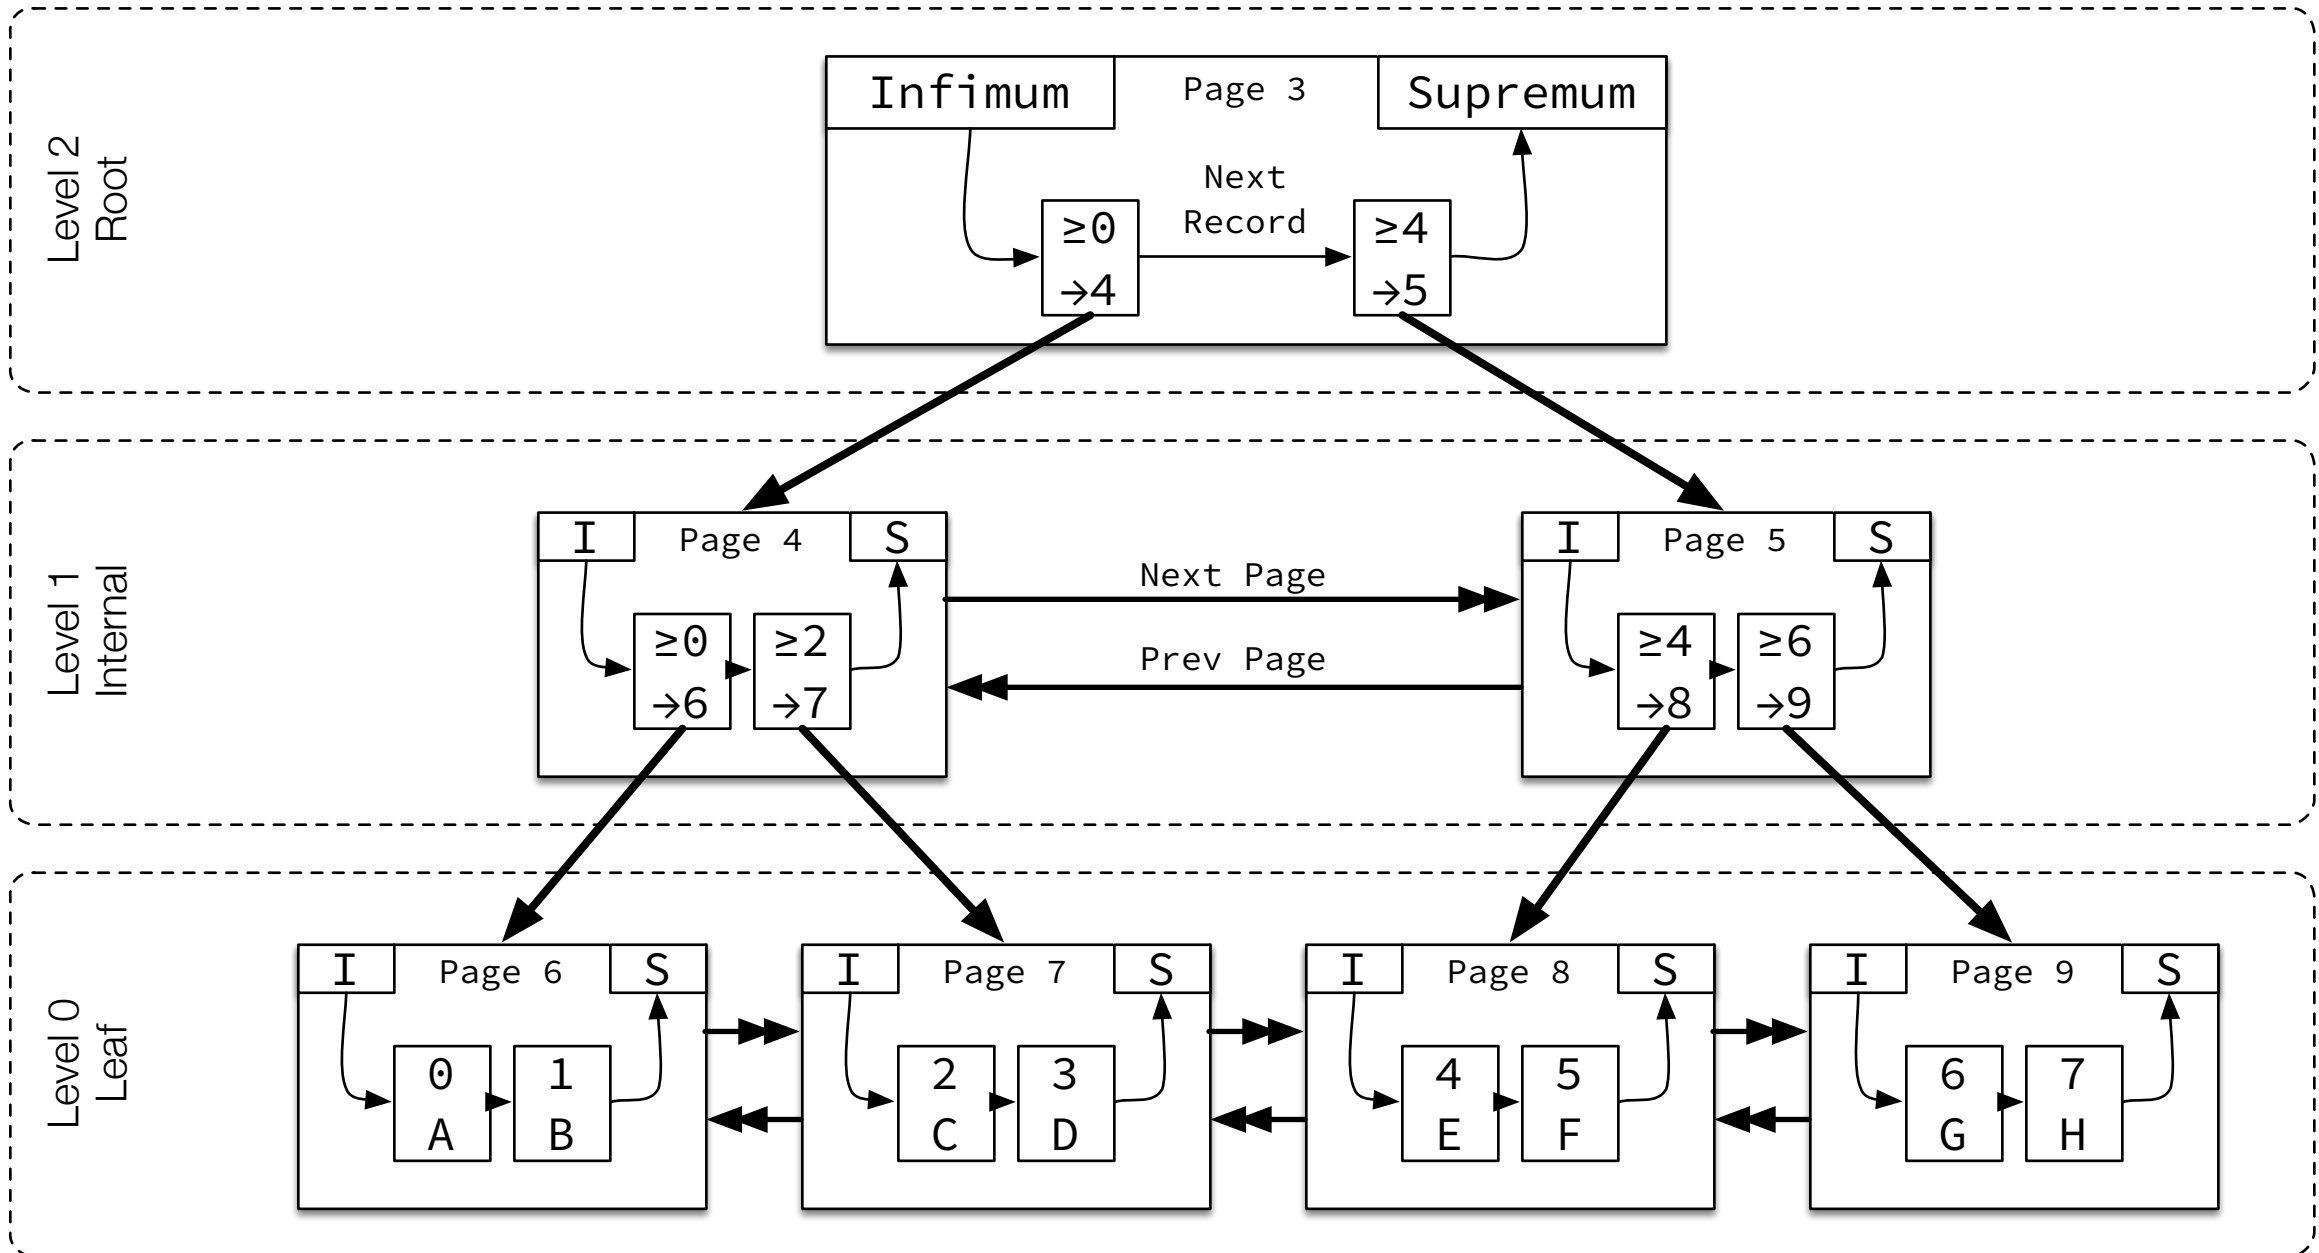 Level 2
Root
Infimum
Page 3
Supremum
Next
Record
≥0
→4
≥4
→5
Level 1
Internal
I
Page 4
S
≥0
→6
≥2
→7
Next Page
Prev Page
I
Page 5
S
≥4
→8
≥6
→9
Level 0
Leaf
I
Page 6
S
0
A
1
B
I
Page 7
S
2
C
3
D
I
Page 8
S
4
E
5
F
I
Page 9
S
6
G
7
H